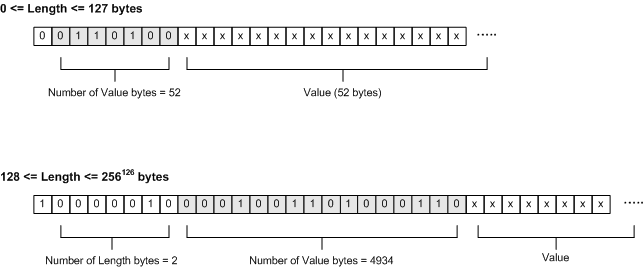 0 <= Length <= 127 bytes
0 0 1 1 0 1 0 0 x x x x x x x x x x x x x x x x .....
Number of Value bytes = 52 Value (52 bytes)
128 <= Length <= 256¹²⁶ bytes
1 0 0 0 0 0 1 0 0 0 0 1 0 0 1 1 0 1 0 0 0 1 1 0 x x x x x x x x .....
Number of Length bytes = 2 Number of Value bytes = 4934 Value